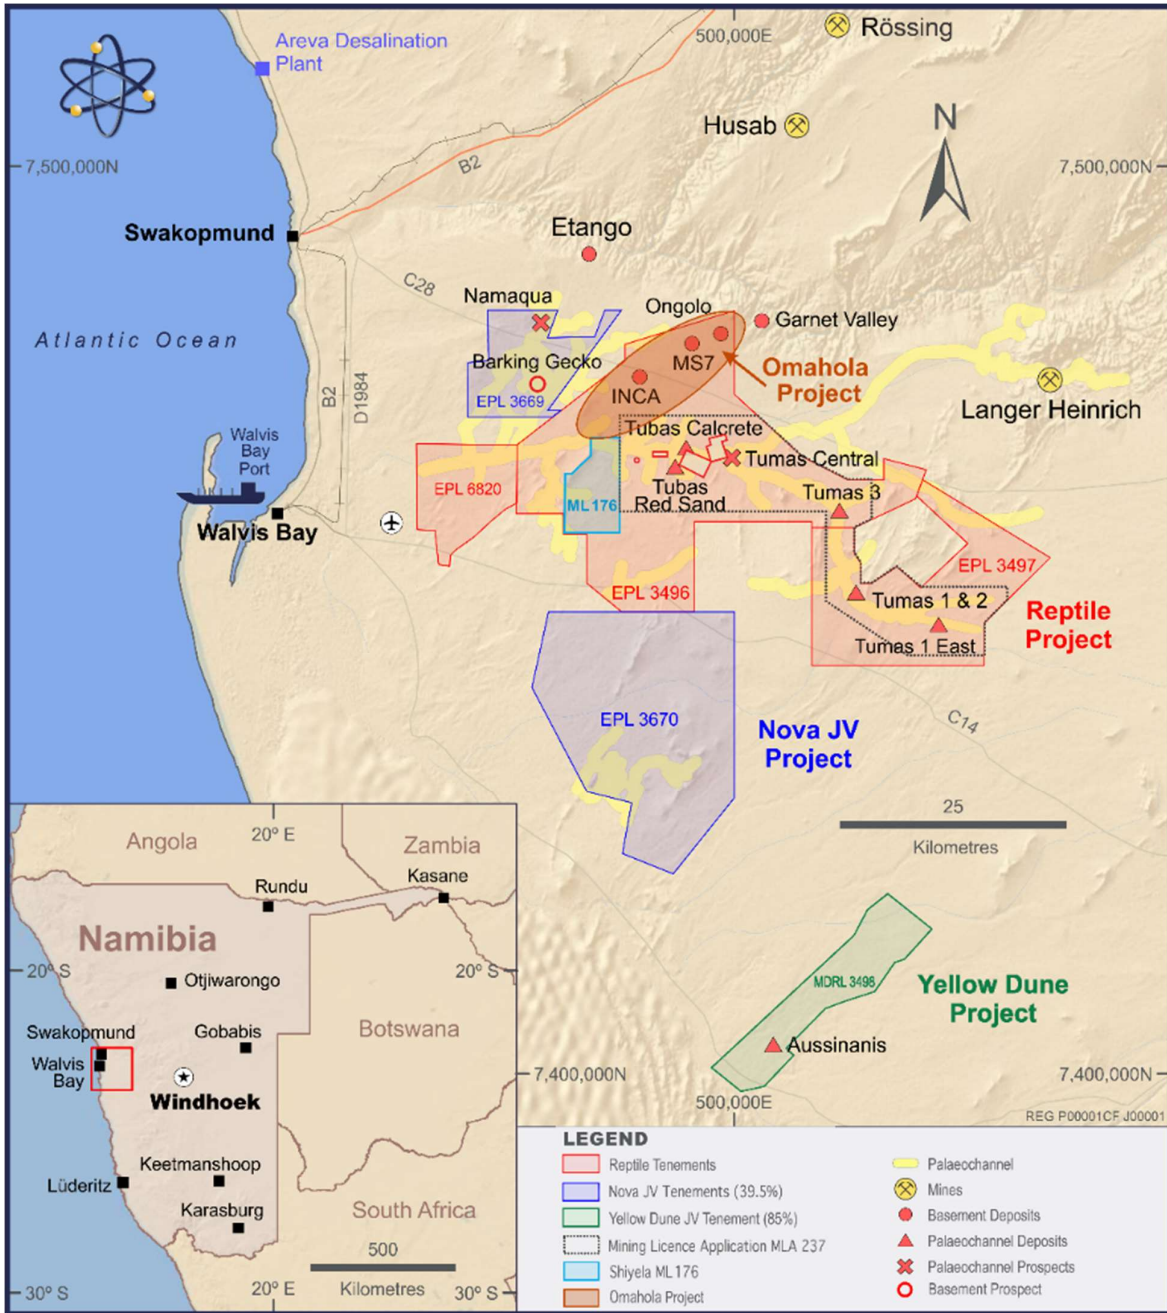 Areva Desalination
Plant
500,000E
Rössing
Husab
N
7,500,000N
7,500,000N
B2
Swakopmund
Etango
C28
Namaqua
Ongolo
Garnet Valley
Atlantic Ocean
Barking Gecko
MS7
Omahola
Project
B2
D1984
EPL 3669
INCA
Langer Heinrich
Walvis
Bay
Port
Tubas Calcrete
Tumas Central
EPL 6820
ML 176
Tubas
Red Sand
Tumas 3
Walvis Bay
EPL 3497
EPL 3496
Tumas 1 & 2
Reptile
Project
Tumas 1 East
EPL 3670
C14
Nova JV
Project
25
Kilometres
Angola
20° E
Zambia
Kasane
Rundu
Namibia
20° S
20° S
Otjiwarongo
MDRL 3498
Yellow Dune
Project
Swakopmund
Gobabis
Botswana
Walvis
Bay
Aussinanis
7,400,000N
7,400,000N
Windhoek
500,000E
REG P00001CF J00001
Keetmanshoop
Lüderitz
Karasburg
South Africa
500
Kilometres
30° S
20° E
30° S
LEGEND
Reptile Tenements
Nova JV Tenements (39.5%)
Yellow Dune JV Tenement (85%)
Mining Licence Application MLA 237
Shiyela ML 176
Omahola Project
Palaeochannel
Mines
Basement Deposits
Palaeochannel Deposits
Palaeochannel Prospects
Basement Prospect